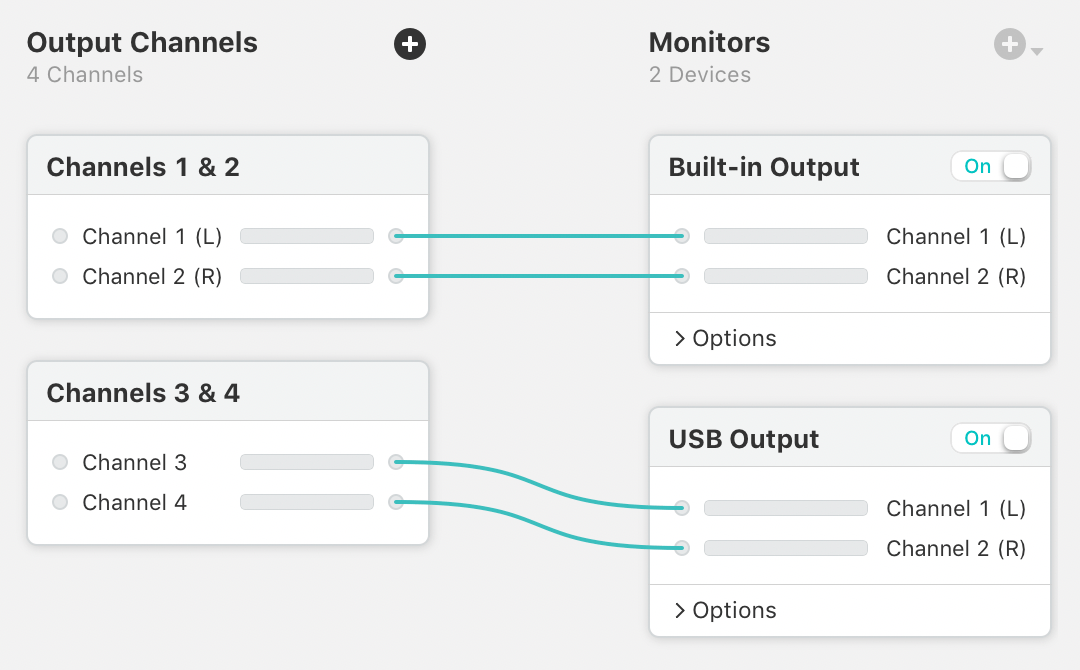 Output Channels
4 Channels
Channels 1 & 2
Channel 1 (L)
Channel 2 (R)
Channels 3 & 4
Channel 3
Channel 4
Monitors
2 Devices
Built-in Output
On
Channel 1 (L)
Channel 2 (R)
Options
USB Output
On
Channel 1 (L)
Channel 2 (R)
Options